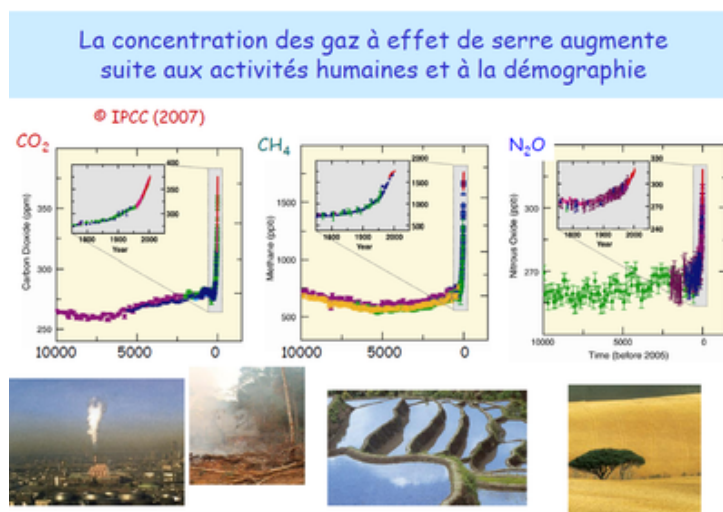 La concentration des gaz à effet de serre augmente
suite aux activités humaines et à la démographie
© IPCC (2007)
CO2
CH4
N2O
Carbon Dioxide (ppm)
250
300
350
400
300
350
1800
1900
2000
Year
10000
5000
0
Methane (ppb)
500
1000
1500
2000
1500
1000
500
1800
1900
2000
Year
10000
5000
0
Nitrous Oxide (ppb)
270
300
330
330
300
270
1800
1900
2000
Year
10000
5000
0
Time (before 2005)